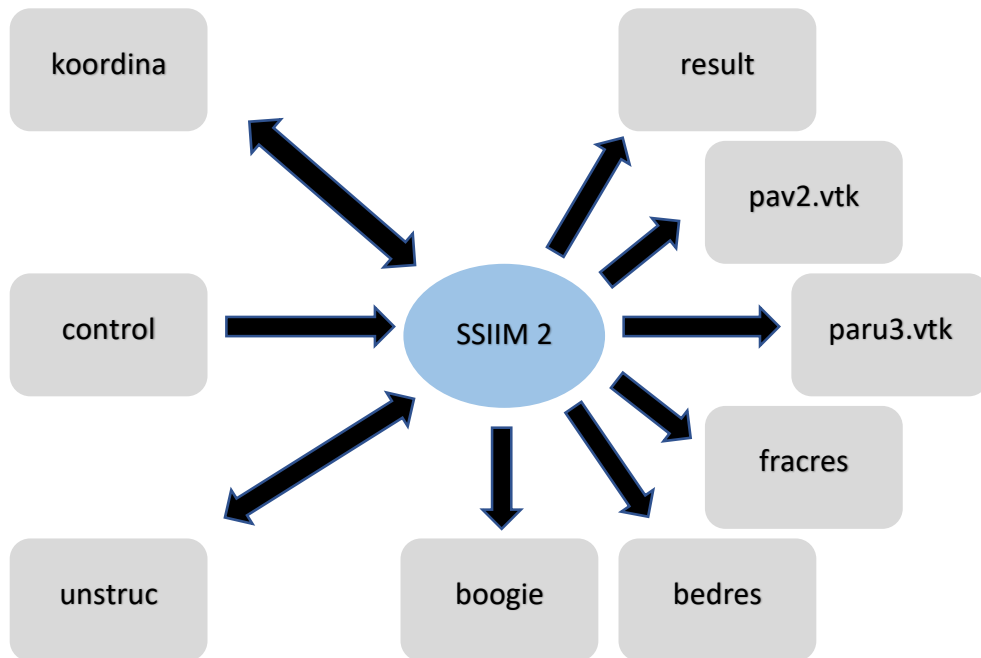 koordina
result
pav2.vtk
control
SSIIM 2
paru3.vtk
fracres
unstruc
boogie
bedres